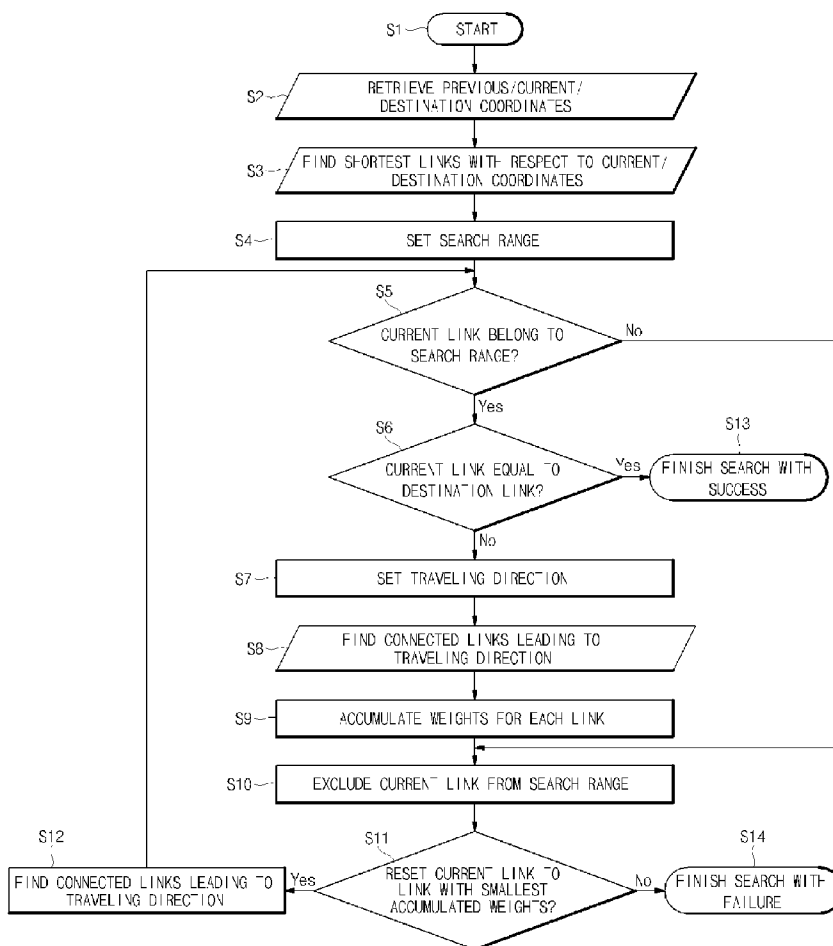 S1
START
S2
RETRIEVE PREVIOUS/CURRENT/
DESTINATION COORDINATES
S3
FIND SHORTEST LINKS WITH RESPECT TO CURRENT/
DESTINATION COORDINATES
S4
SET SEARCH RANGE
S5
CURRENT LINK BELONG TO
SEARCH RANGE?
No
Yes
S6
CURRENT LINK EQUAL TO
DESTINATION LINK?
Yes
S13
FINISH SEARCH WITH
SUCCESS
No
S7
SET TRAVELING DIRECTION
S8
FIND CONNECTED LINKS LEADING TO
TRAVELING DIRECTION
S9
ACCUMULATE WEIGHTS FOR EACH LINK
S10
EXCLUDE CURRENT LINK FROM SEARCH RANGE
S11
RESET CURRENT LINK TO
LINK WITH SMALLEST
ACCUMULATED WEIGHTS?
Yes
S12
FIND CONNECTED LINKS LEADING TO
TRAVELING DIRECTION
No
S14
FINISH SEARCH WITH
FAILURE